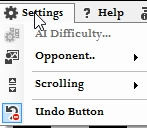 Settings ? Help
AI Difficulty...
Opponent..
Scrolling
Undo Button